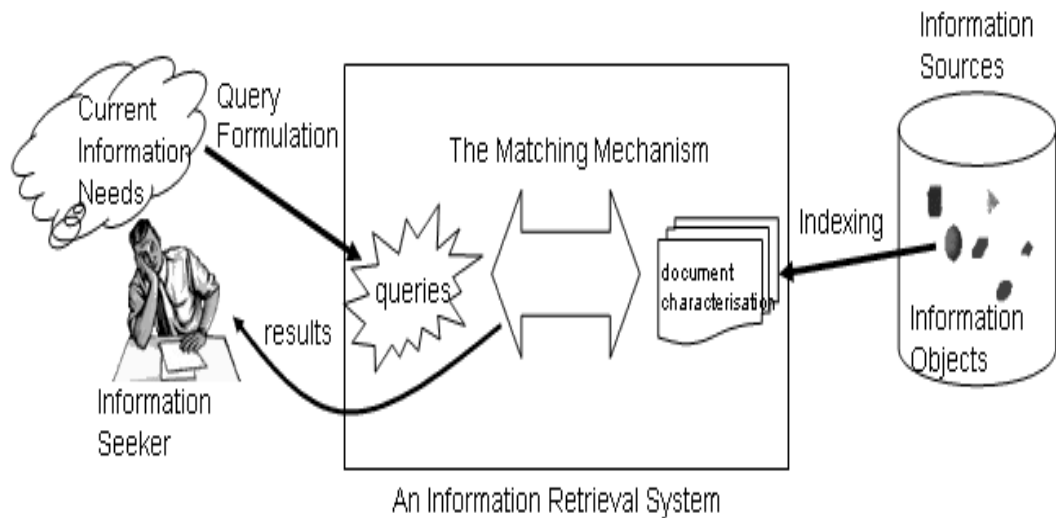 Current
Information
Needs
Query
Formulation
Information
Seeker
results
queries
The Matching Mechanism
document
characterisation
Indexing
Information
Sources
Information
Objects
An Information Retrieval System